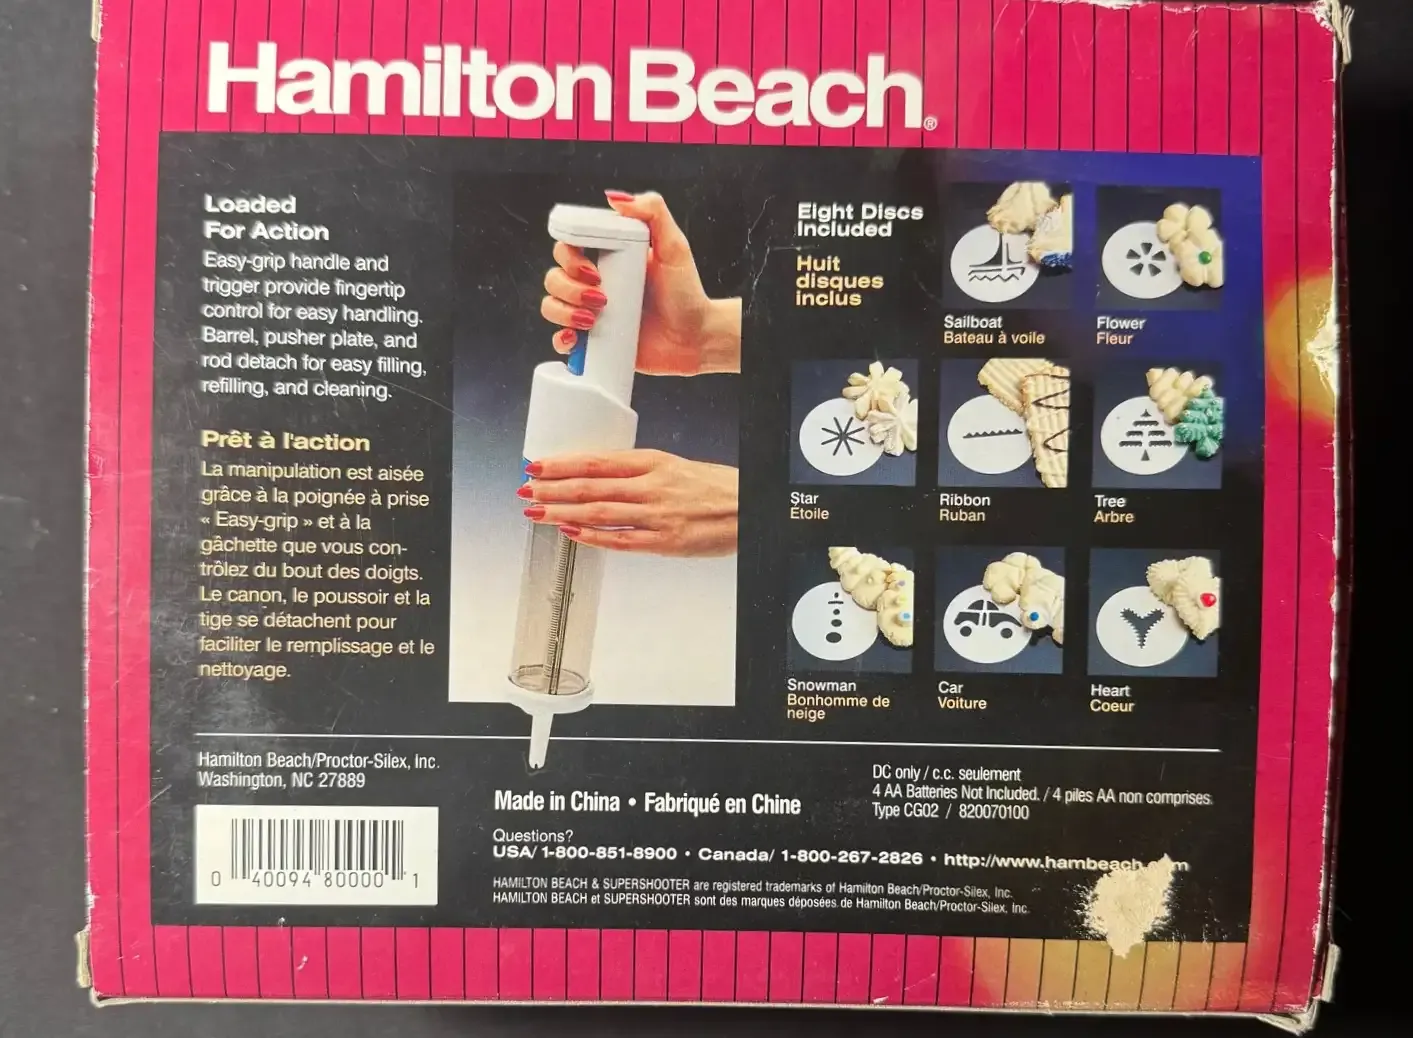 Hamilton Beach®
Loaded
For Action
Easy-grip handle and
trigger provide fingertip
control for easy handling.
Barrel, pusher plate, and
rod detach for easy filling,
refilling, and cleaning.
Prêt à l'action
La manipulation est aisée
grâce à la poignée à prise
« Easy-grip » et à la
gâchette que vous con-
trôlez du bout des doigts.
Le canon, le poussoir et la
tige se détachent pour
faciliter le remplissage et le
nettoyage.
Eight Discs
Included
Huit
disques
inclus
Sailboat
Bateau à voile
Flower
Fleur
Star
Étoile
Ribbon
Ruban
Tree
Arbre
Snowman
Bonhomme de
neige
Car
Voiture
Heart
Coeur
Hamilton Beach/Proctor-Silex, Inc.
Washington, NC 27889
0 40094 80000 1
Made in China • Fabriqué en Chine
DC only / c.c. seulement
4 AA Batteries Not Included. / 4 piles AA non comprises.
Type CG02 / 820070100
Questions?
USA/ 1-800-851-8900 • Canada/ 1-800-267-2826 •
HAMILTON BEACH & SUPERSHOOTER are registered trademarks of Hamilton Beach/Proctor-Silex, Inc.
HAMILTON BEACH et SUPERSHOOTER sont des marques déposées de Hamilton Beach/Proctor-Silex, Inc.